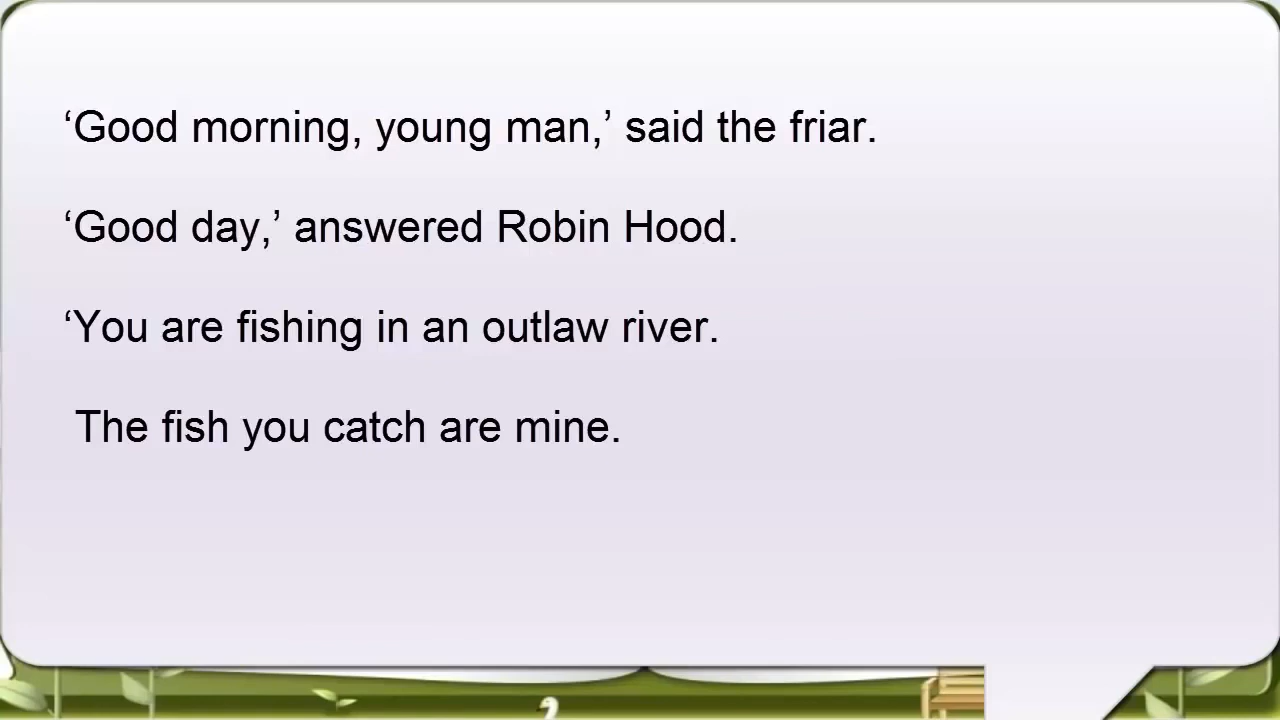 ‘Good morning, young man,’ said the friar.
‘Good day,’ answered Robin Hood.
‘You are fishing in an outlaw river.
The fish you catch are mine.